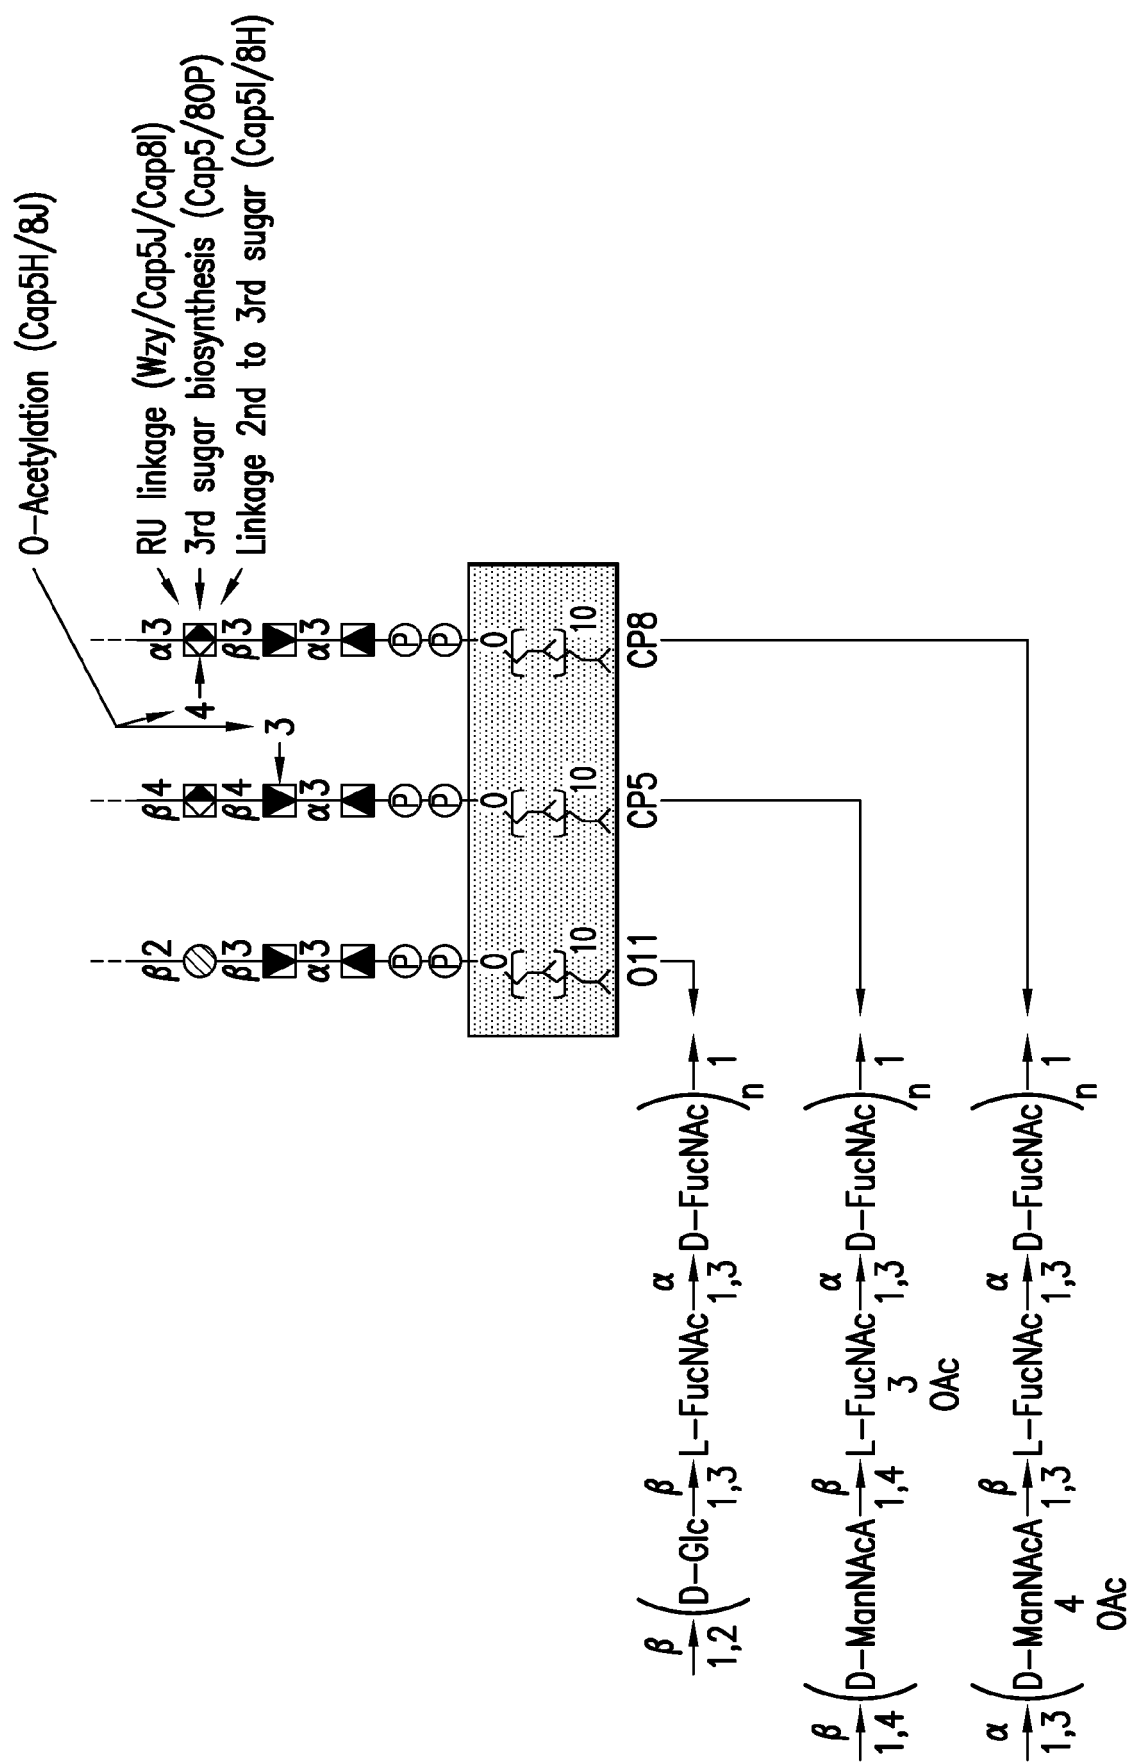 O-Acetylation (Cap5H/8J)
RU linkage (Wzy/Cap5J/Cap8I)
3rd sugar biosynthesis (Cap5/8OP)
Linkage 2nd to 3rd sugar (Cap5I/8H)
β2 β4 α3
4
β3 β4 β3
3
α3 α3 α3
P P P
P P P
O O O
10 10 10
O11 CP5 CP8
β β α
( D-Glc L-FucNAc D-FucNAc )
1,2 1,3 1,3 n 1
β β α
( D-ManNAcA L-FucNAc D-FucNAc )
1,4 1,4 3 1,3 n 1
OAc
α β α
( D-ManNAcA L-FucNAc D-FucNAc )
1,3 4 1,3 1,3 n 1
OAc